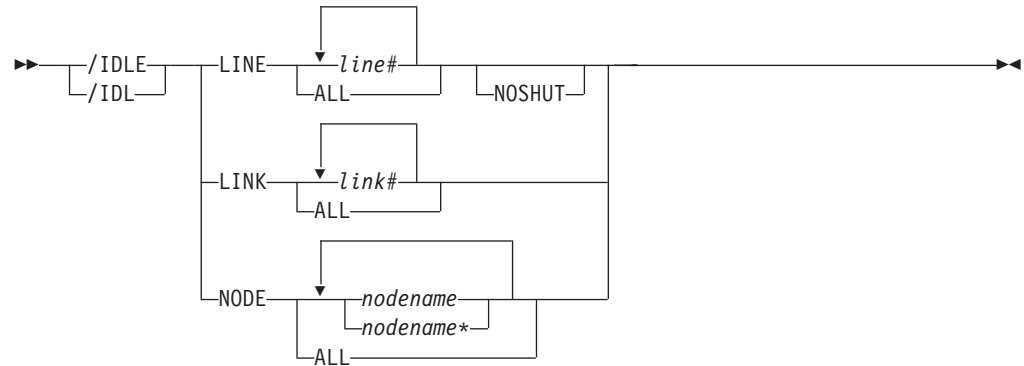 /IDLE LINE line#
/IDL ALL NOSHUT
LINK link#
ALL
NODE nodename
nodename*
ALL